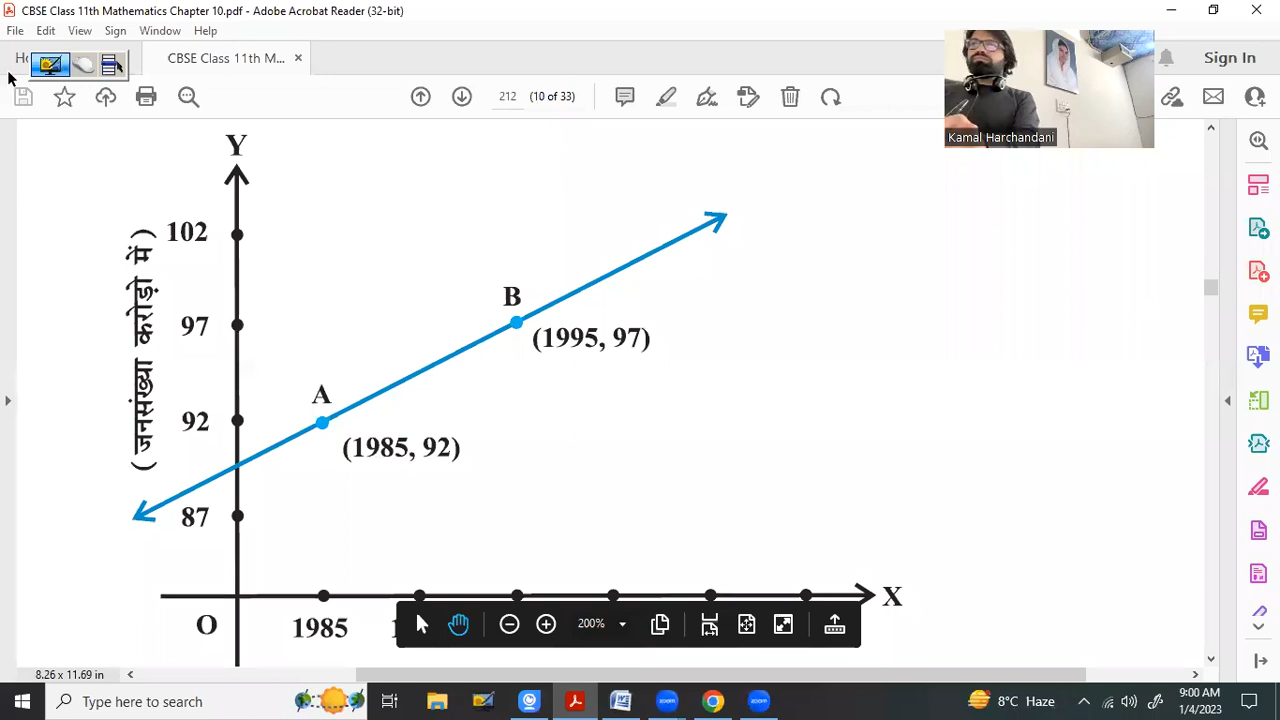 CBSE Class 11th Mathematics Chapter 10.pdf - Adobe Acrobat Reader (32-bit)
File Edit View Sign Window Help
CBSE Class 11th M...
Sign In
212 (10 of 33)
Kamal Harchandani
Y
102
97
92
87
(जनसंख्या करोड़ो में)
B
(1995, 97)
A
(1985, 92)
X
O
1985
200%
8.26 x 11.69 in
Type here to search
8°C Haze
9:00 AM
1/4/2023